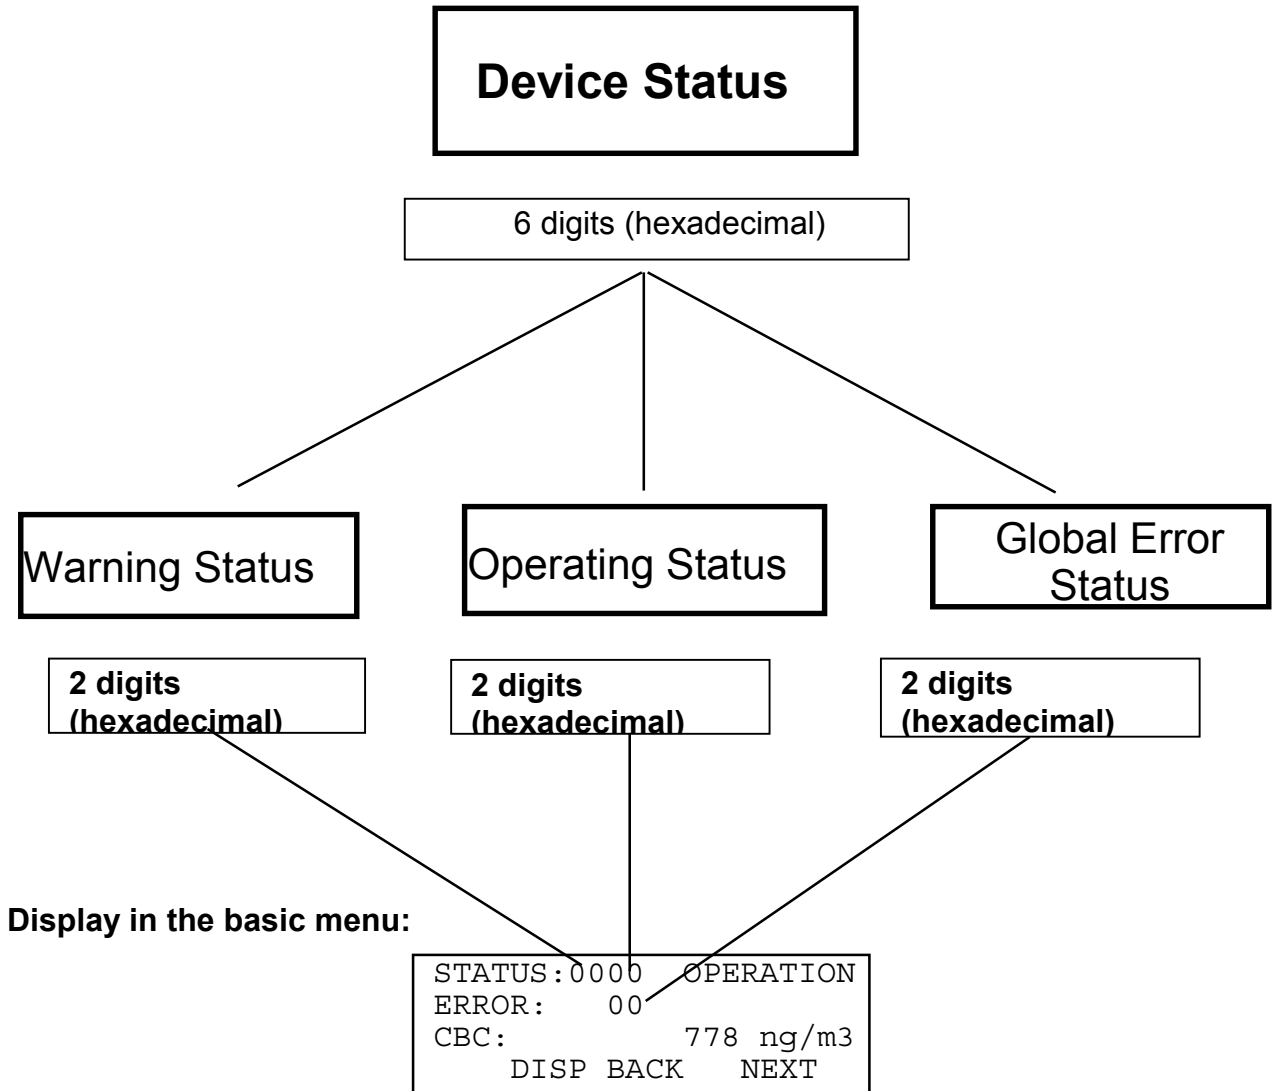 Device Status
6 digits (hexadecimal)
Warning Status
Operating Status
Global Error
Status
2 digits
(hexadecimal)
2 digits
(hexadecimal)
2 digits
(hexadecimal)
Display in the basic menu:
STATUS:0000 OPERATION
ERROR: 00
CBC: 778 ng/m3
DISP BACK NEXT